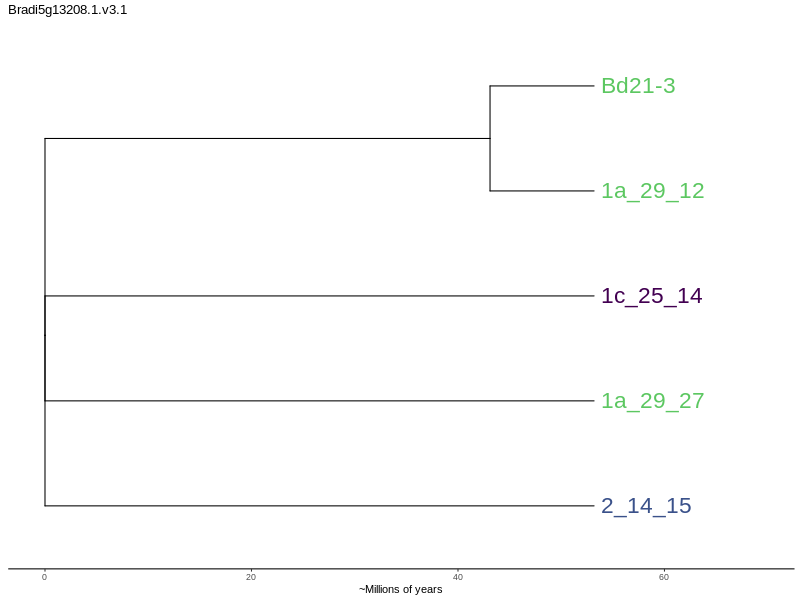 Bradi5g13208.1.v3.1
Bd21-3
1a_29_12
1c_25_14
1a_29_27
2_14_15
0 20 40 60
~Millions of years